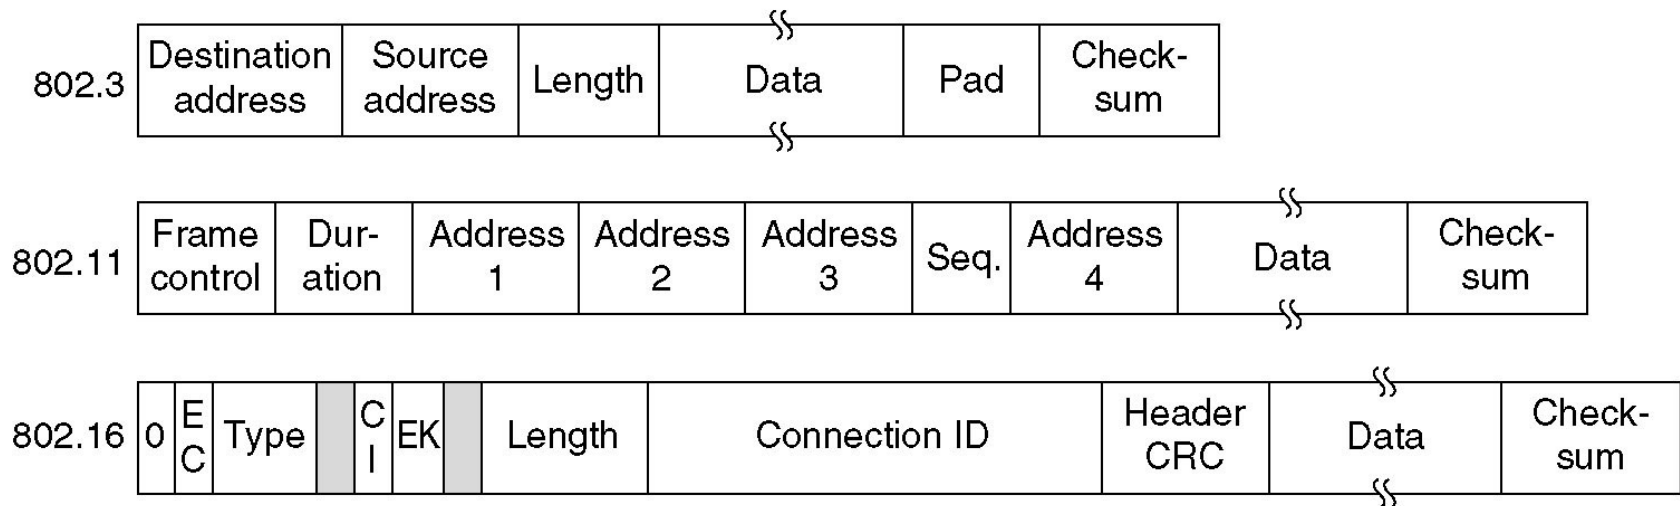 802.3 Destination address Source address Length Data Pad Check-sum
802.11 Frame control Dur-ation Address 1 Address 2 Address 3 Seq. Address 4 Data Check-sum
802.16 0 EC Type CI EK Length Connection ID Header CRC Data Check-sum